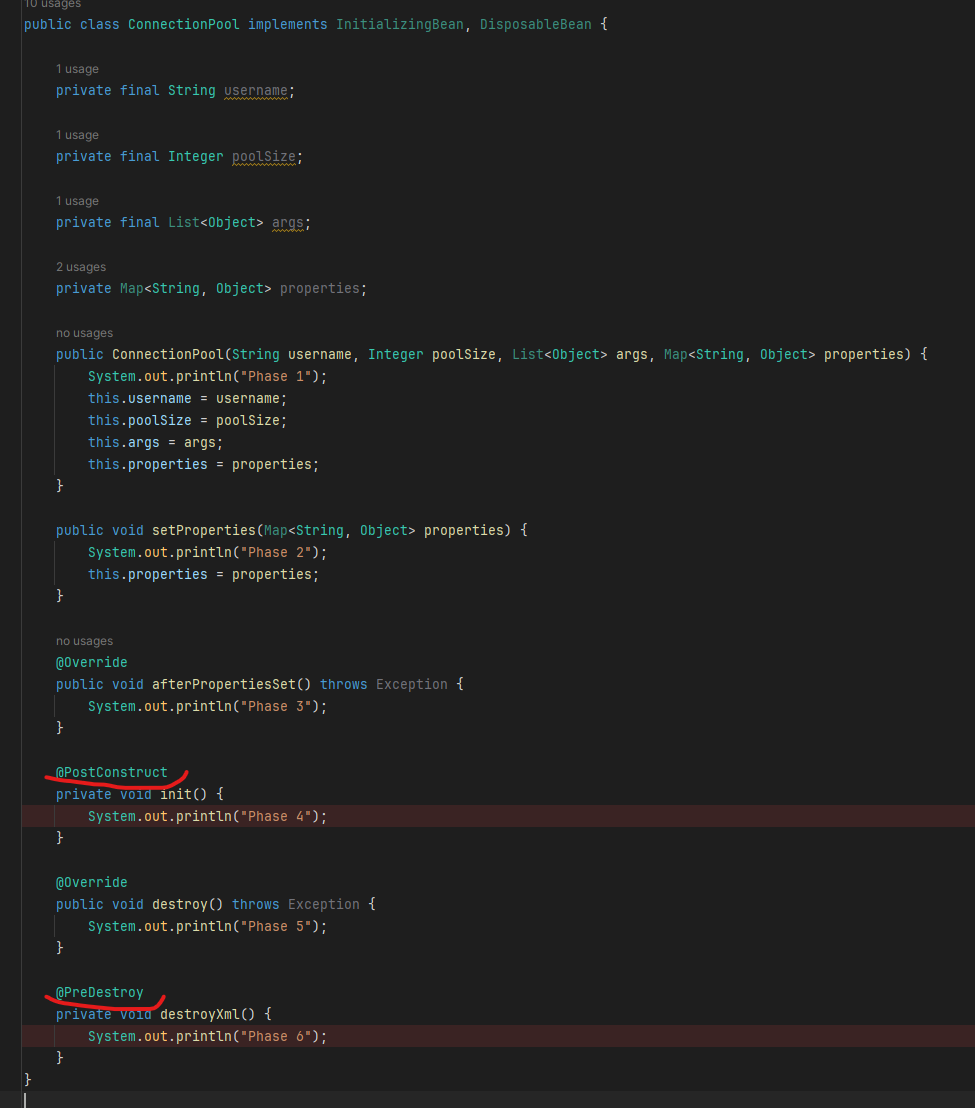 10 usages
public class ConnectionPool implements InitializingBean, DisposableBean {
1 usage
private final String username;
1 usage
private final Integer poolSize;
1 usage
private final List<Object> args;
2 usages
private Map<String, Object> properties;
no usages
public ConnectionPool(String username, Integer poolSize, List<Object> args, Map<String, Object> properties) {
System.out.println("Phase 1");
this.username = username;
this.poolSize = poolSize;
this.args = args;
this.properties = properties;
}
public void setProperties(Map<String, Object> properties) {
System.out.println("Phase 2");
this.properties = properties;
}
no usages
@Override
public void afterPropertiesSet() throws Exception {
System.out.println("Phase 3");
}
@PostConstruct
private void init() {
System.out.println("Phase 4");
}
@Override
public void destroy() throws Exception {
System.out.println("Phase 5");
}
@PreDestroy
private void destroyXml() {
System.out.println("Phase 6");
}
}